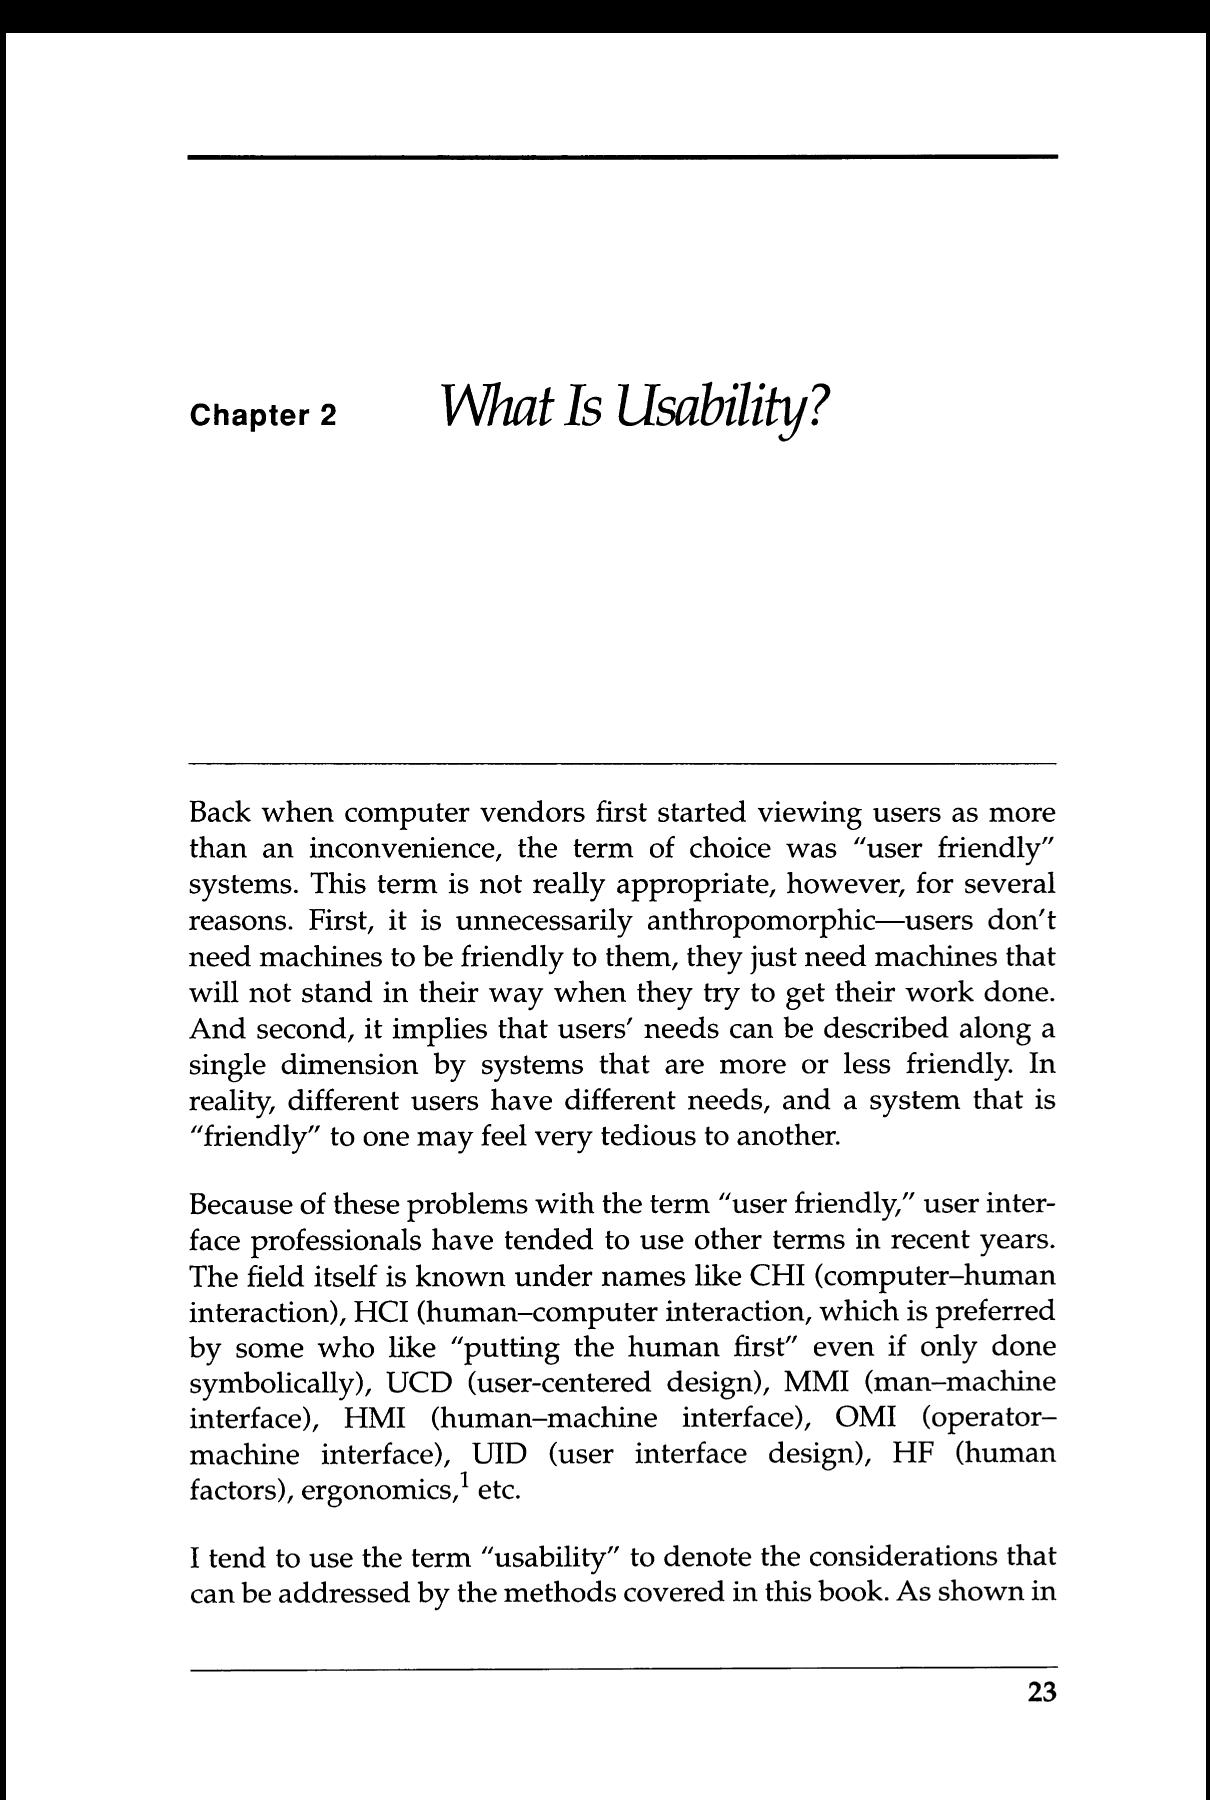 Chapter 2 What Is Usability?
Back when computer vendors first started viewing users as more
than an inconvenience, the term of choice was "user friendly"
systems. This term is not really appropriate, however, for several
reasons. First, it is unnecessarily anthropomorphic—users don't
need machines to be friendly to them, they just need machines that
will not stand in their way when they try to get their work done.
And second, it implies that users' needs can be described along a
single dimension by systems that are more or less friendly. In
reality, different users have different needs, and a system that is
"friendly" to one may feel very tedious to another.
Because of these problems with the term "user friendly," user inter-
face professionals have tended to use other terms in recent years.
The field itself is known under names like CHI (computer–human
interaction), HCI (human–computer interaction, which is preferred
by some who like "putting the human first" even if only done
symbolically), UCD (user-centered design), MMI (man–machine
interface), HMI (human–machine interface), OMI (operator–
machine interface), UID (user interface design), HF (human
factors), ergonomics,¹ etc.
I tend to use the term "usability" to denote the considerations that
can be addressed by the methods covered in this book. As shown in
23